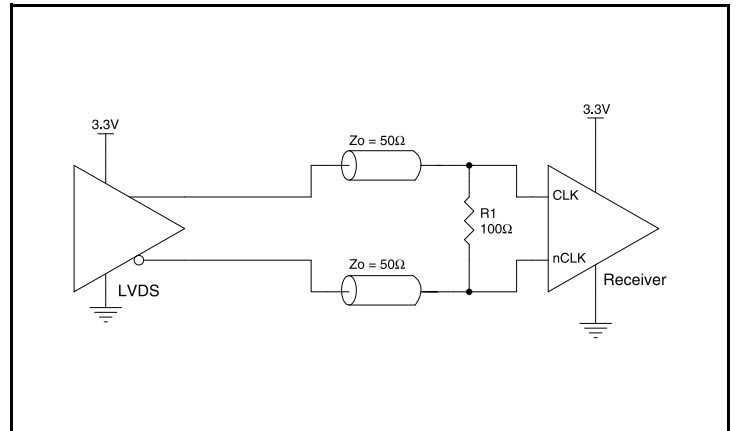 3.3V
3.3V
Zo = 50Ω
CLK
R1
100Ω
nCLK
Zo = 50Ω
LVDS
Receiver